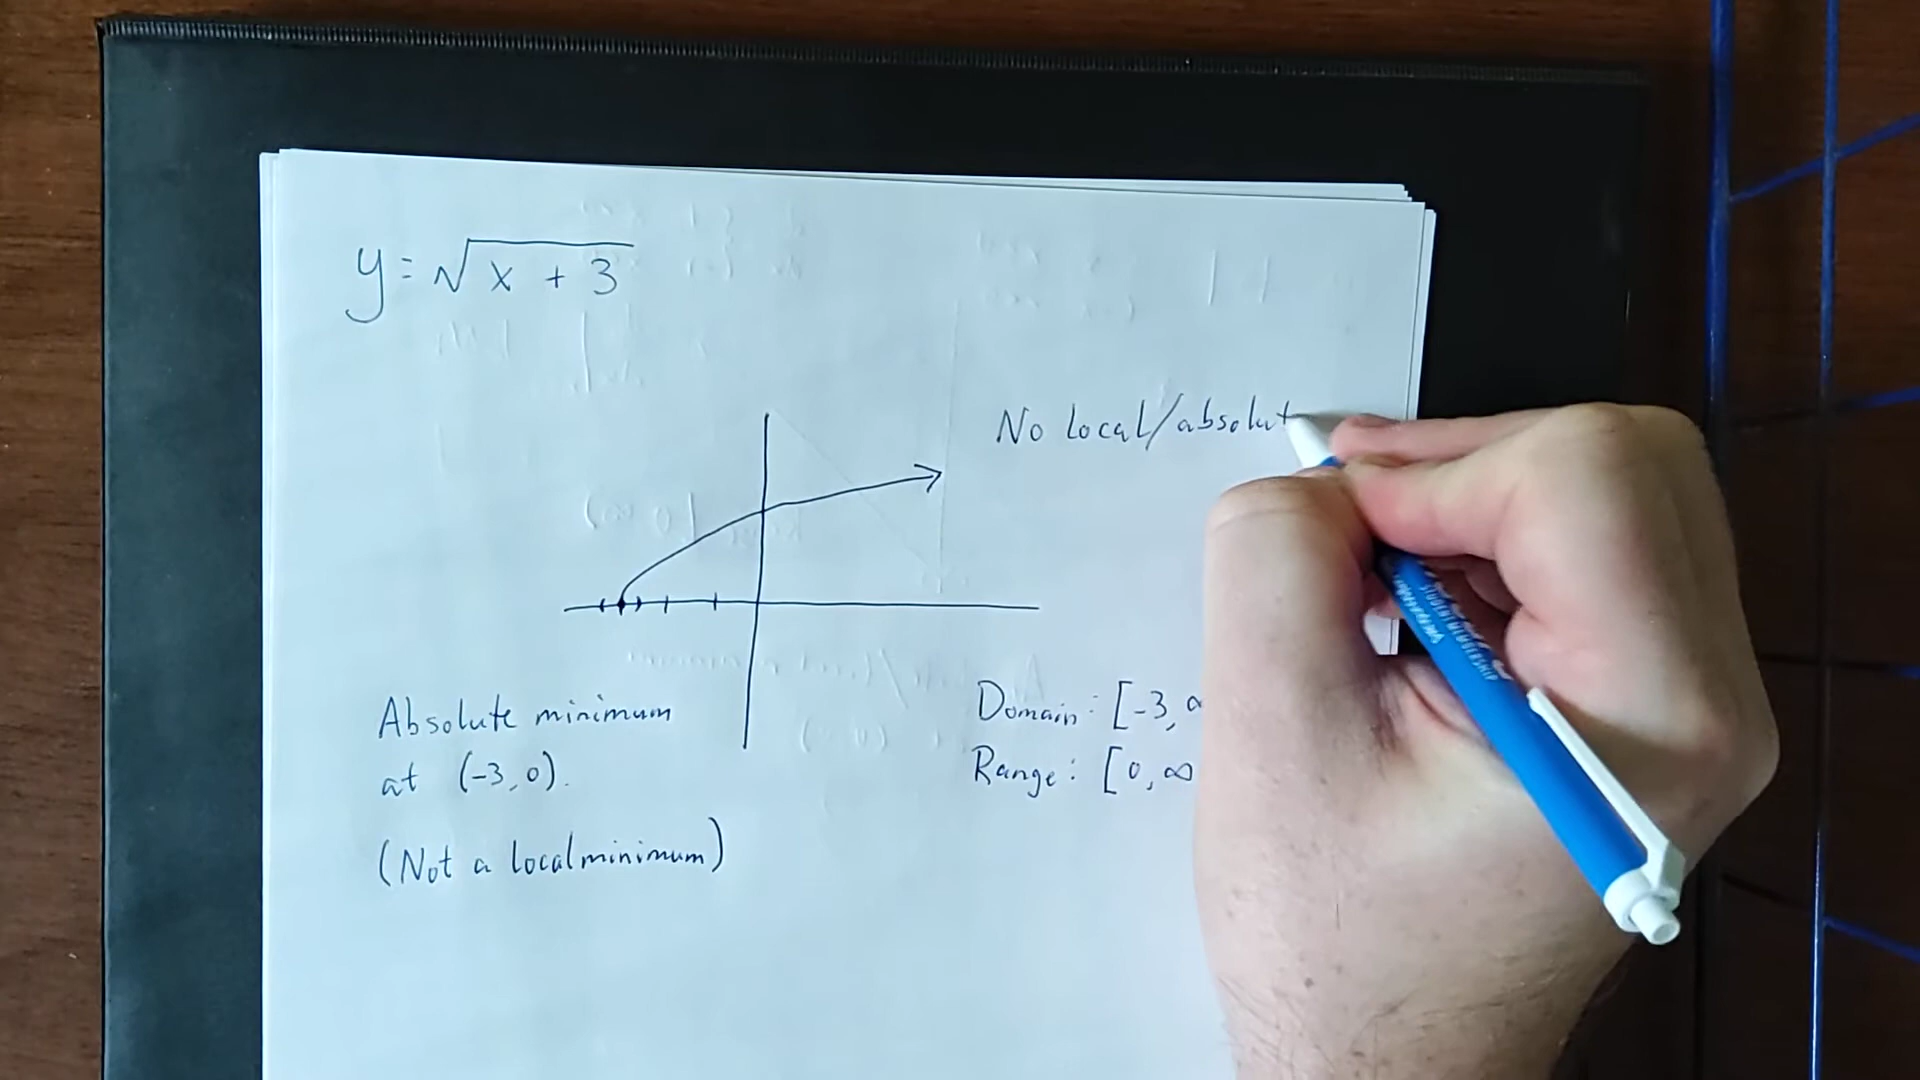 y = √x + 3
No local/absolut
Absolute minimum
at (-3, 0).
(Not a local minimum)
Domain: [-3, ∞
Range: [0, ∞